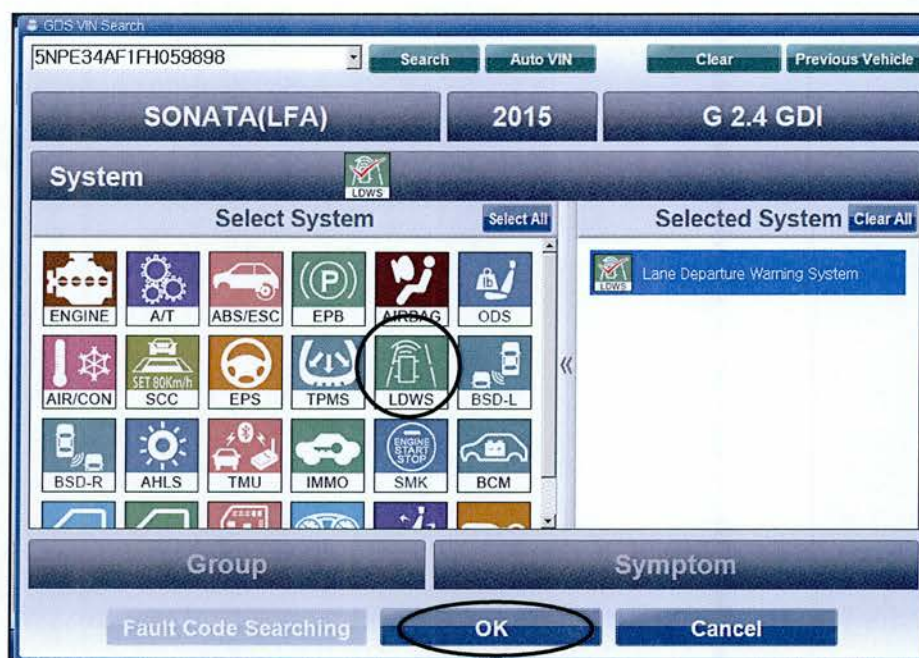 GDS VIN Search
5NPE34AF1FH059898 Search Auto VIN Clear Previous Vehicle
SONATA(LFA) 2015 G 2.4 GDI
System LDWS
Select System Select All Selected System Clear All
LDWS Lane Departure Warning System
(P) lb
ENGINE A/T ABS/ESC EPB AIRBAG ODS
SET 80Km/h
AIR/CON SCC EPS TPMS LDWS BSD-L
ENGINE START STOP
BSD-R AHLS TMU IMMO SMK BCM
Group Symptom
Fault Code Searching OK Cancel